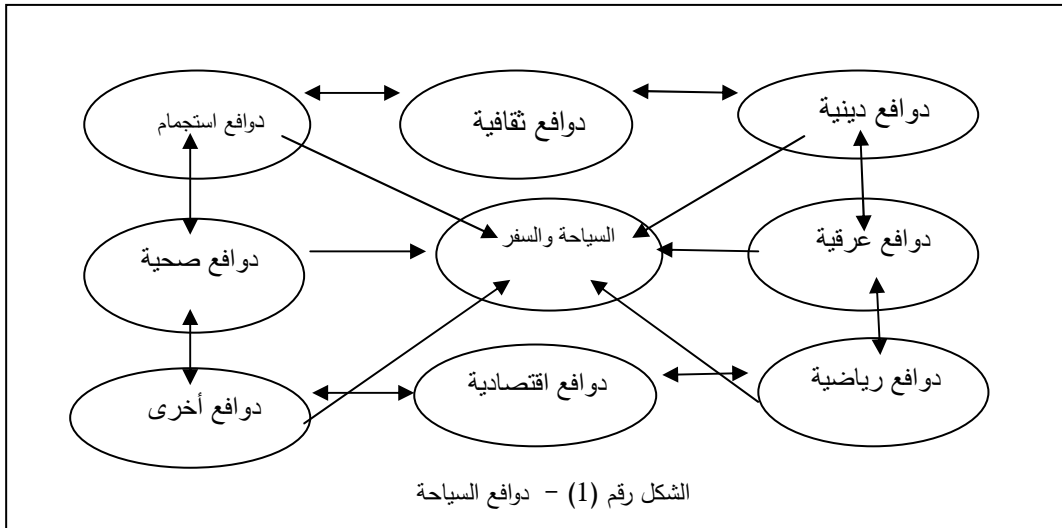 دوافع دينية
دوافع ثقافية
دوافع استجمام
دوافع عرقية
السياحة والسفر
دوافع صحية
دوافع رياضية
دوافع اقتصادية
دوافع أخرى
الشكل رقم (1) - دوافع السياحة